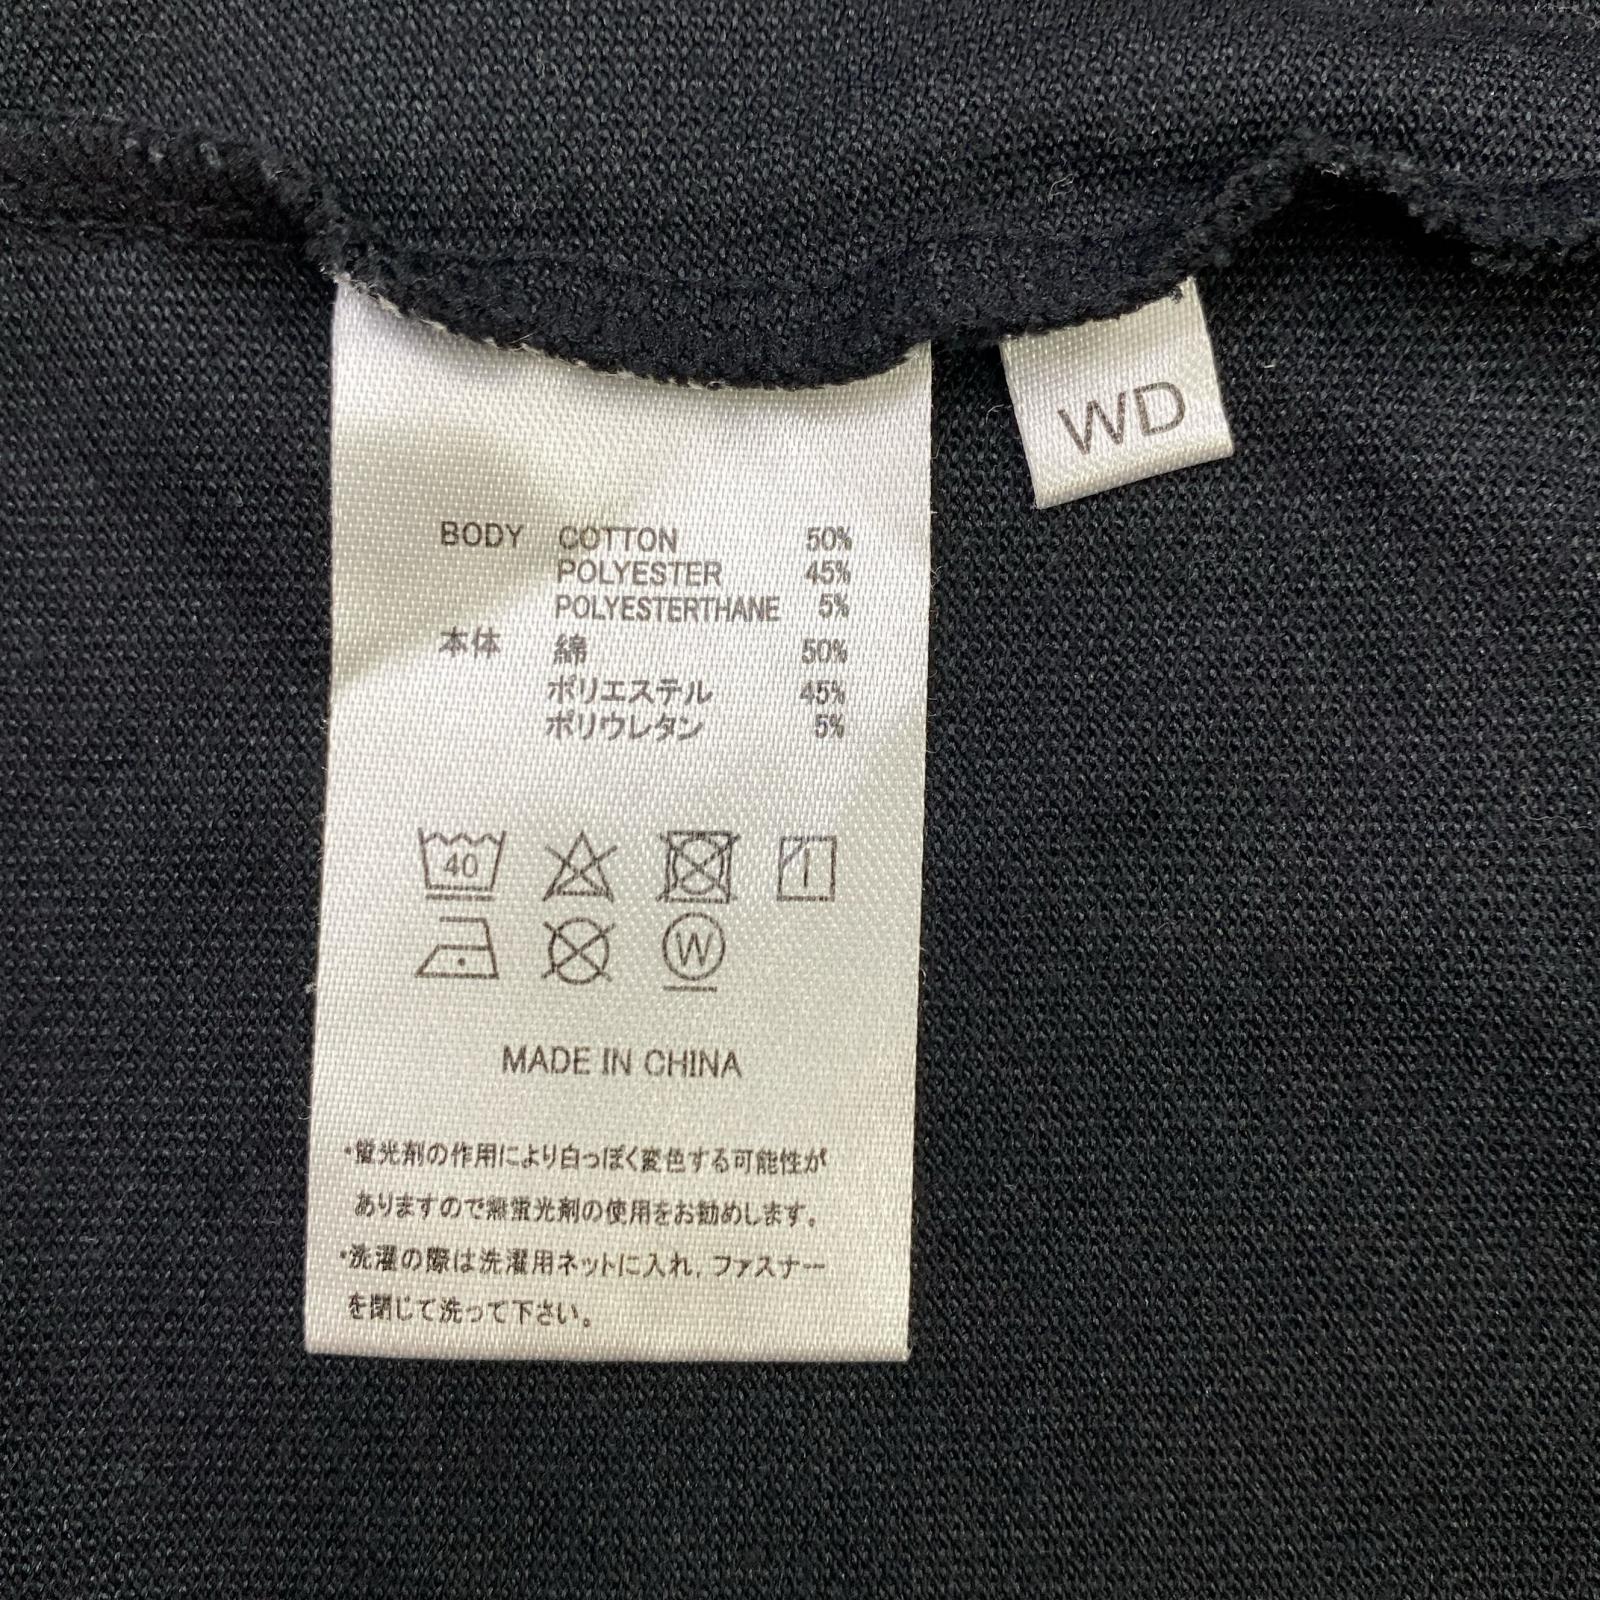 WD
BODY COTTON 50%
POLYESTER 45%
POLYESTERTHANE 5%
本体 綿 50%
ポリエステル 45%
ポリウレタン 5%
40
W
MADE IN CHINA
・蛍光剤の作用により白っぽく変色する可能性が
ありますので無蛍光剤の使用をお勧めします。
・洗濯の際は洗濯用ネットに入れ、ファスナー
を閉じて洗って下さい。